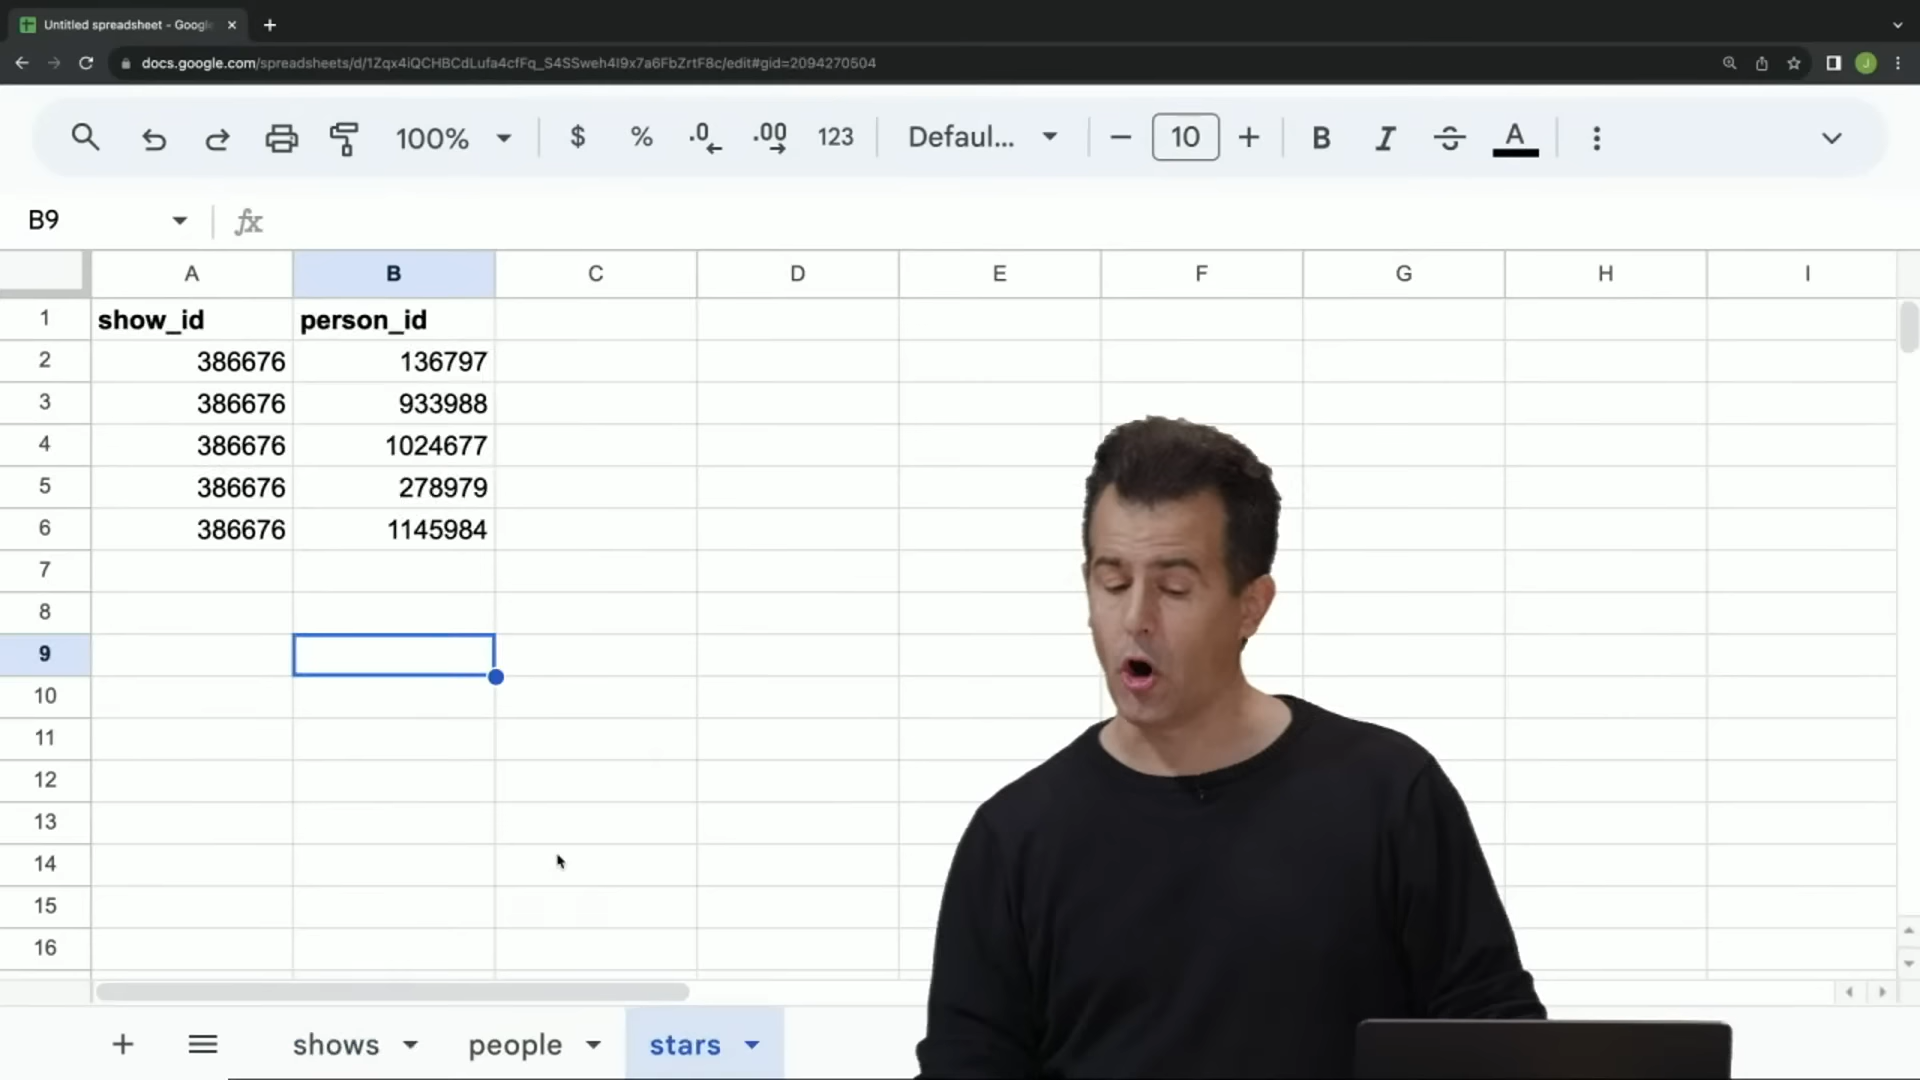 Untitled spreadsheet - Googl
docs.google.com/spreadsheets/d/1Zqx4iQCHBCdLufa4cfFq_S4SSweh4I9x7a6FbZrtF8c/edit#gid=2094270504
J
100% $ % .0 .00 123 Defaul... 10 B I A
B9 fx
A B C D E F G H I
1 show_id person_id
2 386676 136797
3 386676 933988
4 386676 1024677
5 386676 278979
6 386676 1145984
7
8
9
10
11
12
13
14
15
16
shows people stars